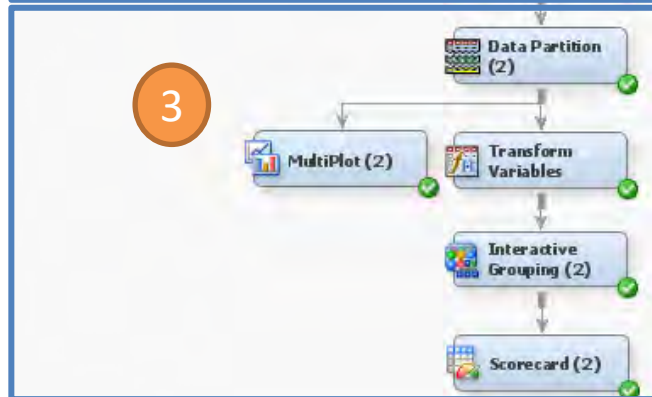 Data Partition
(2)
3
MultiPlot (2)
Transform
Variables
Interactive
Grouping (2)
Scorecard (2)